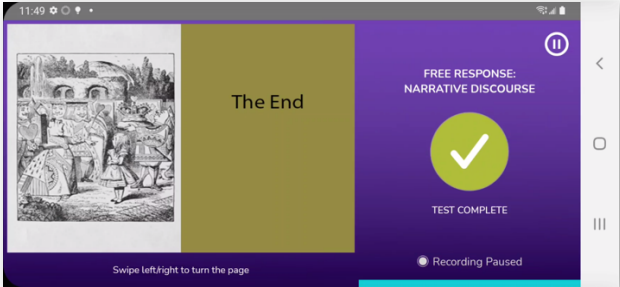 11:49
The End
Swipe left/right to turn the page
FREE RESPONSE:
NARRATIVE DISCOURSE
TEST COMPLETE
Recording Paused